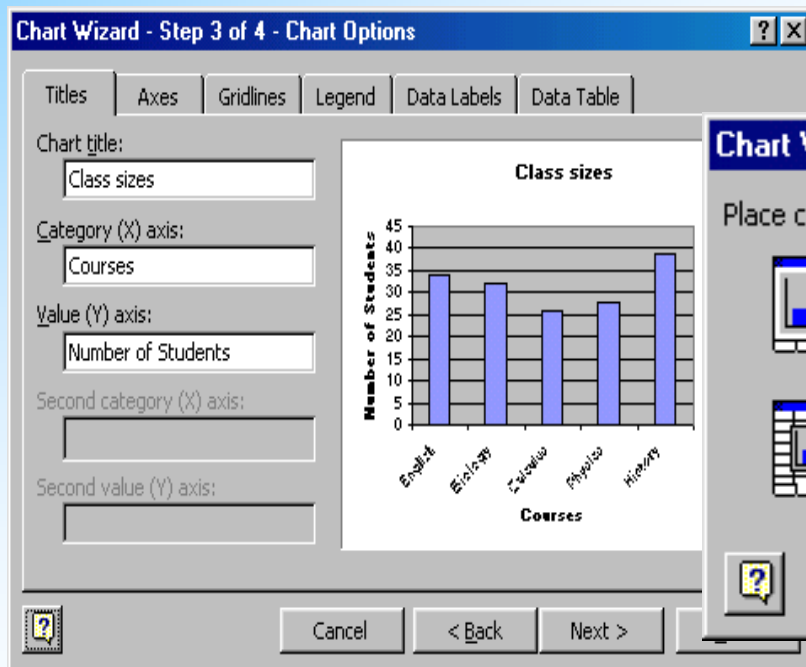 Chart Wizard - Step 3 of 4 - Chart Options
Titles Axes Gridlines Legend Data Labels Data Table
Chart title:
Class sizes
Category (X) axis:
Courses
Value (Y) axis:
Number of Students
Second category (X) axis:
Second value (Y) axis:
Class sizes
Number of Students
45
40
35
30
25
20
15
10
5
0
English Biology Calculus Physics History
Courses
Cancel < Back Next >
Chart
Place c